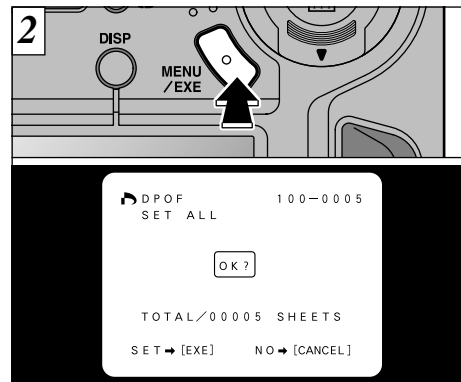 2
DISP
MENU
/EXE
DPOF 100-0005
SET ALL
OK?
TOTAL/00005 SHEETS
SET➡[EXE] NO➡[CANCEL]